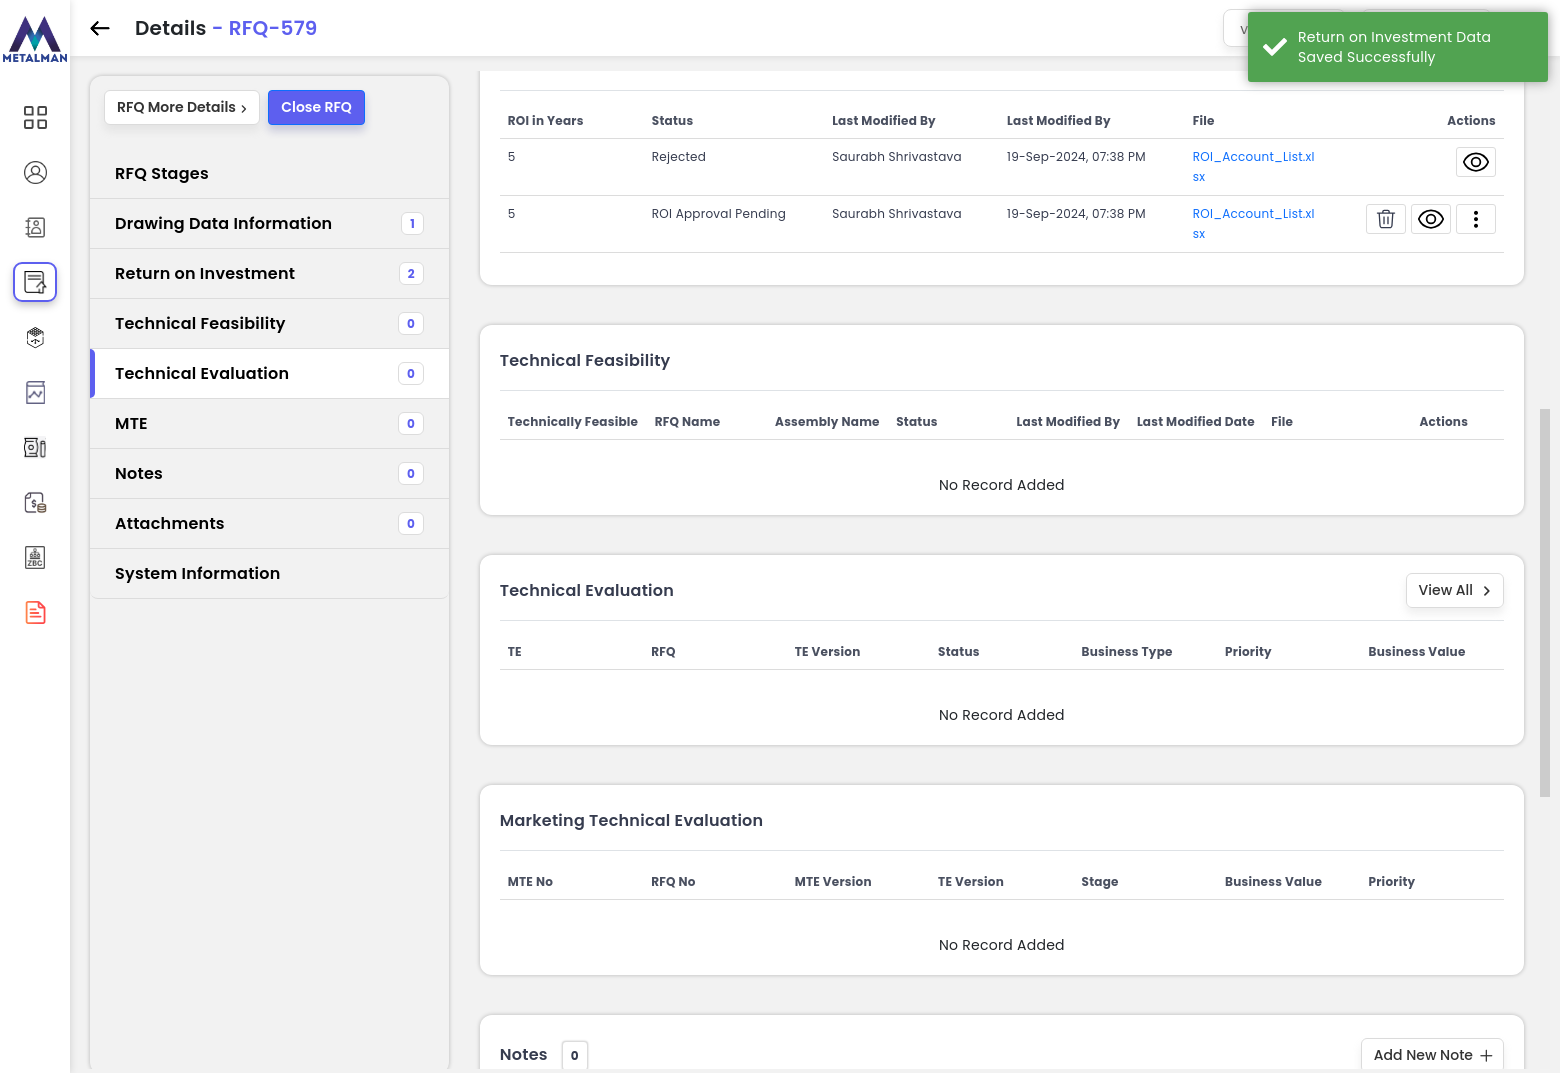 METALMAN
Details - RFQ-579
Return on Investment Data
Saved Successfully
RFQ More Details
Close RFQ
RFQ Stages
Drawing Data Information 1
Return on Investment 2
Technical Feasibility 0
Technical Evaluation 0
MTE 0
Notes 0
Attachments 0
System Information
ZBC
ROI in Years Status Last Modified By Last Modified By File Actions
5 Rejected Saurabh Shrivastava 19-Sep-2024, 07:38 PM ROI_Account_List.xl
sx
5 ROI Approval Pending Saurabh Shrivastava 19-Sep-2024, 07:38 PM ROI_Account_List.xl
sx
Technical Feasibility
Technically Feasible RFQ Name Assembly Name Status Last Modified By Last Modified Date File Actions
No Record Added
Technical Evaluation View All
TE RFQ TE Version Status Business Type Priority Business Value
No Record Added
Marketing Technical Evaluation
MTE No RFQ No MTE Version TE Version Stage Business Value Priority
No Record Added
Notes 0 Add New Note